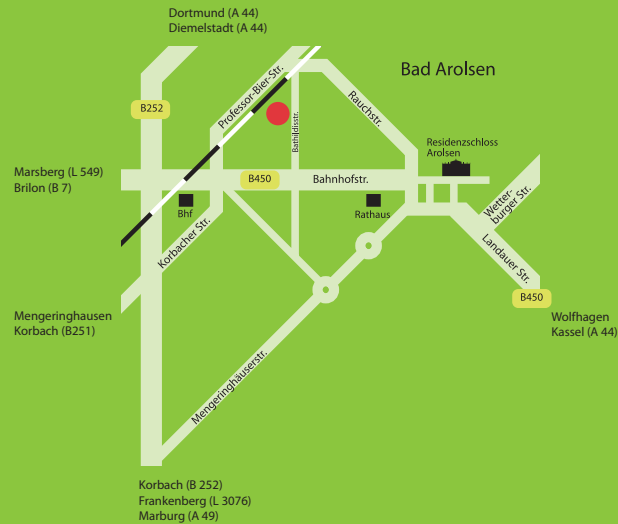 Dortmund (A 44)
Diemelstadt (A 44)
Bad Arolsen
B252
Professor-Bier-Str.
Rauchstr.
Bathildisstr.
Residenzschloss
Arolsen
Marsberg (L 549)
Brilon (B 7)
B450
Bahnhofstr.
Bhf
Rathaus
Wetter-
burger Str.
Korbacher Str.
Landauer Str.
B450
Mengeringhausen
Korbach (B251)
Wolfhagen
Kassel (A 44)
Mengeringhäuserstr.
Korbach (B 252)
Frankenberg (L 3076)
Marburg (A 49)